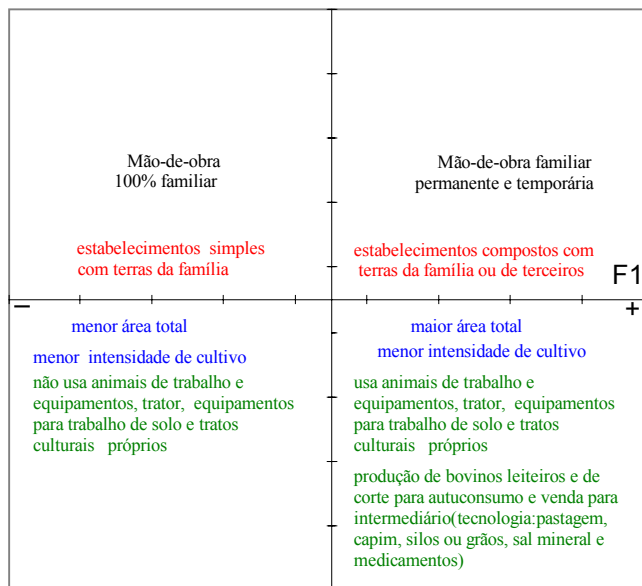 Mão-de-obra
100% familiar
Mão-de-obra familiar
permanente e temporária
estabelecimentos simples
com terras da família
estabelecimentos compostos com
terras da família ou de terceiros
F1
–
+
menor área total
menor intensidade de cultivo
não usa animais de trabalho e
equipamentos, trator, equipamentos
para trabalho de solo e tratos
culturais próprios
maior área total
menor intensidade de cultivo
usa animais de trabalho e
equipamentos, trator, equipamentos
para trabalho de solo e tratos
culturais próprios
produção de bovinos leiteiros e de
corte para autuconsumo e venda para
intermediário(tecnologia:pastagem,
capim, silos ou grãos, sal mineral e
medicamentos)